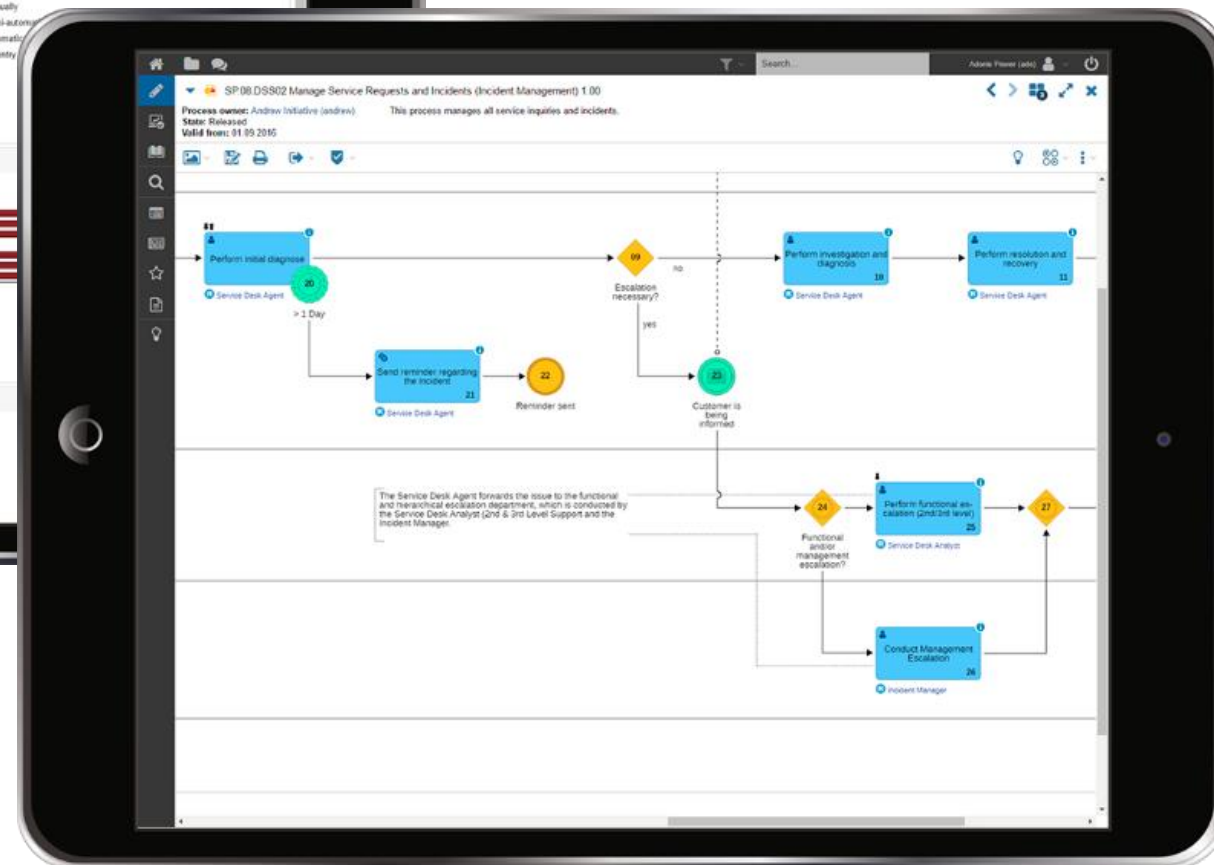 ually
i-autom
omatic
entry
Search...
Adonis Power (ado)
SP.08.DSS02 Manage Service Requests and Incidents (Incident Management) 1.00
Process owner: Andrew Initiative (andrew)
This process manages all service inquiries and incidents.
State: Released
Valid from: 01.09.2016
Perform initial diagnose
20
Service Desk Agent
> 1 Day
09
no
Escalation
necessary?
yes
Perform investigation and
diagnosis
10
Service Desk Agent
Perform resolution and
recovery
11
Service Desk Agent
Send reminder regarding
the incident
21
Service Desk Agent
22
Reminder sent
23
Customer is
being
informed
The Service Desk Agent forwards the issue to the functional
and hierarchical escalation department, which is conducted by
the Service Desk Analyst (2nd & 3rd Level Support and the
Incident Manager.
24
Functional
and/or
management
escalation?
Perform functional es-
calation (2nd/3rd level)
25
Service Desk Analyst
27
Conduct Management
Escalation
26
Incident Manager